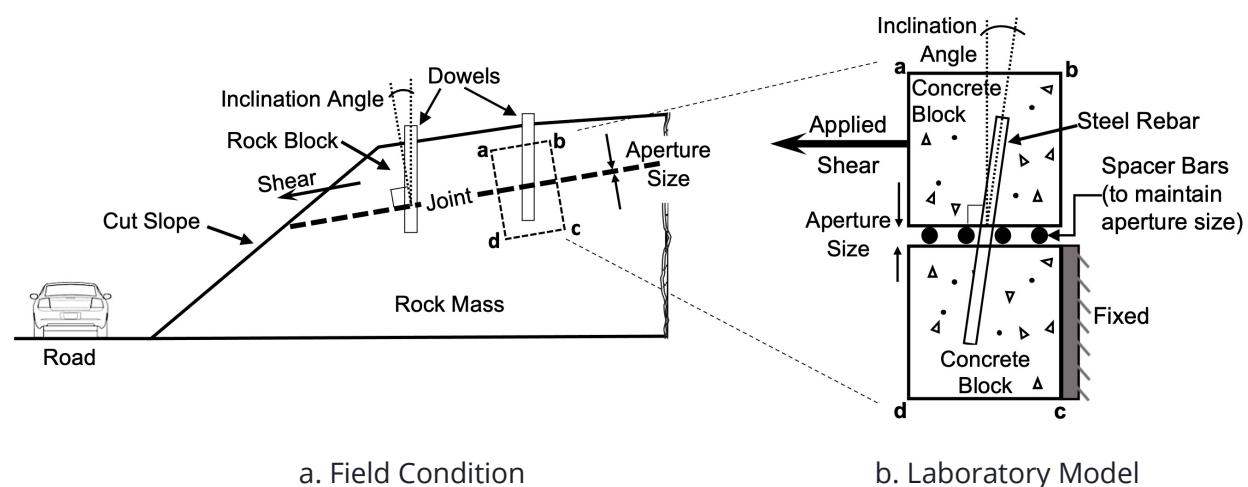 Dowels
Inclination Angle
Rock Block
a
b
Aperture
Size
Shear
Joint
Cut Slope
d
c
Rock Mass
Road
a. Field Condition
Inclination
Angle
a
b
Concrete
Block
Applied
Shear
Steel Rebar
Spacer Bars
(to maintain
aperture size)
Aperture
Size
Fixed
Concrete
Block
d
c
b. Laboratory Model